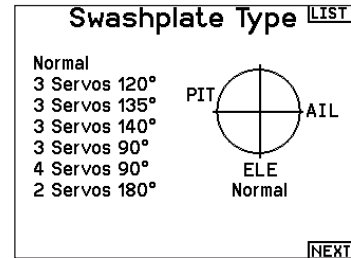 Swashplate Type
LIST
Normal
3 Servos 120°
3 Servos 135°
3 Servos 140°
3 Servos 90°
4 Servos 90°
2 Servos 180°
PIT
AIL
ELE
Normal
NEXT